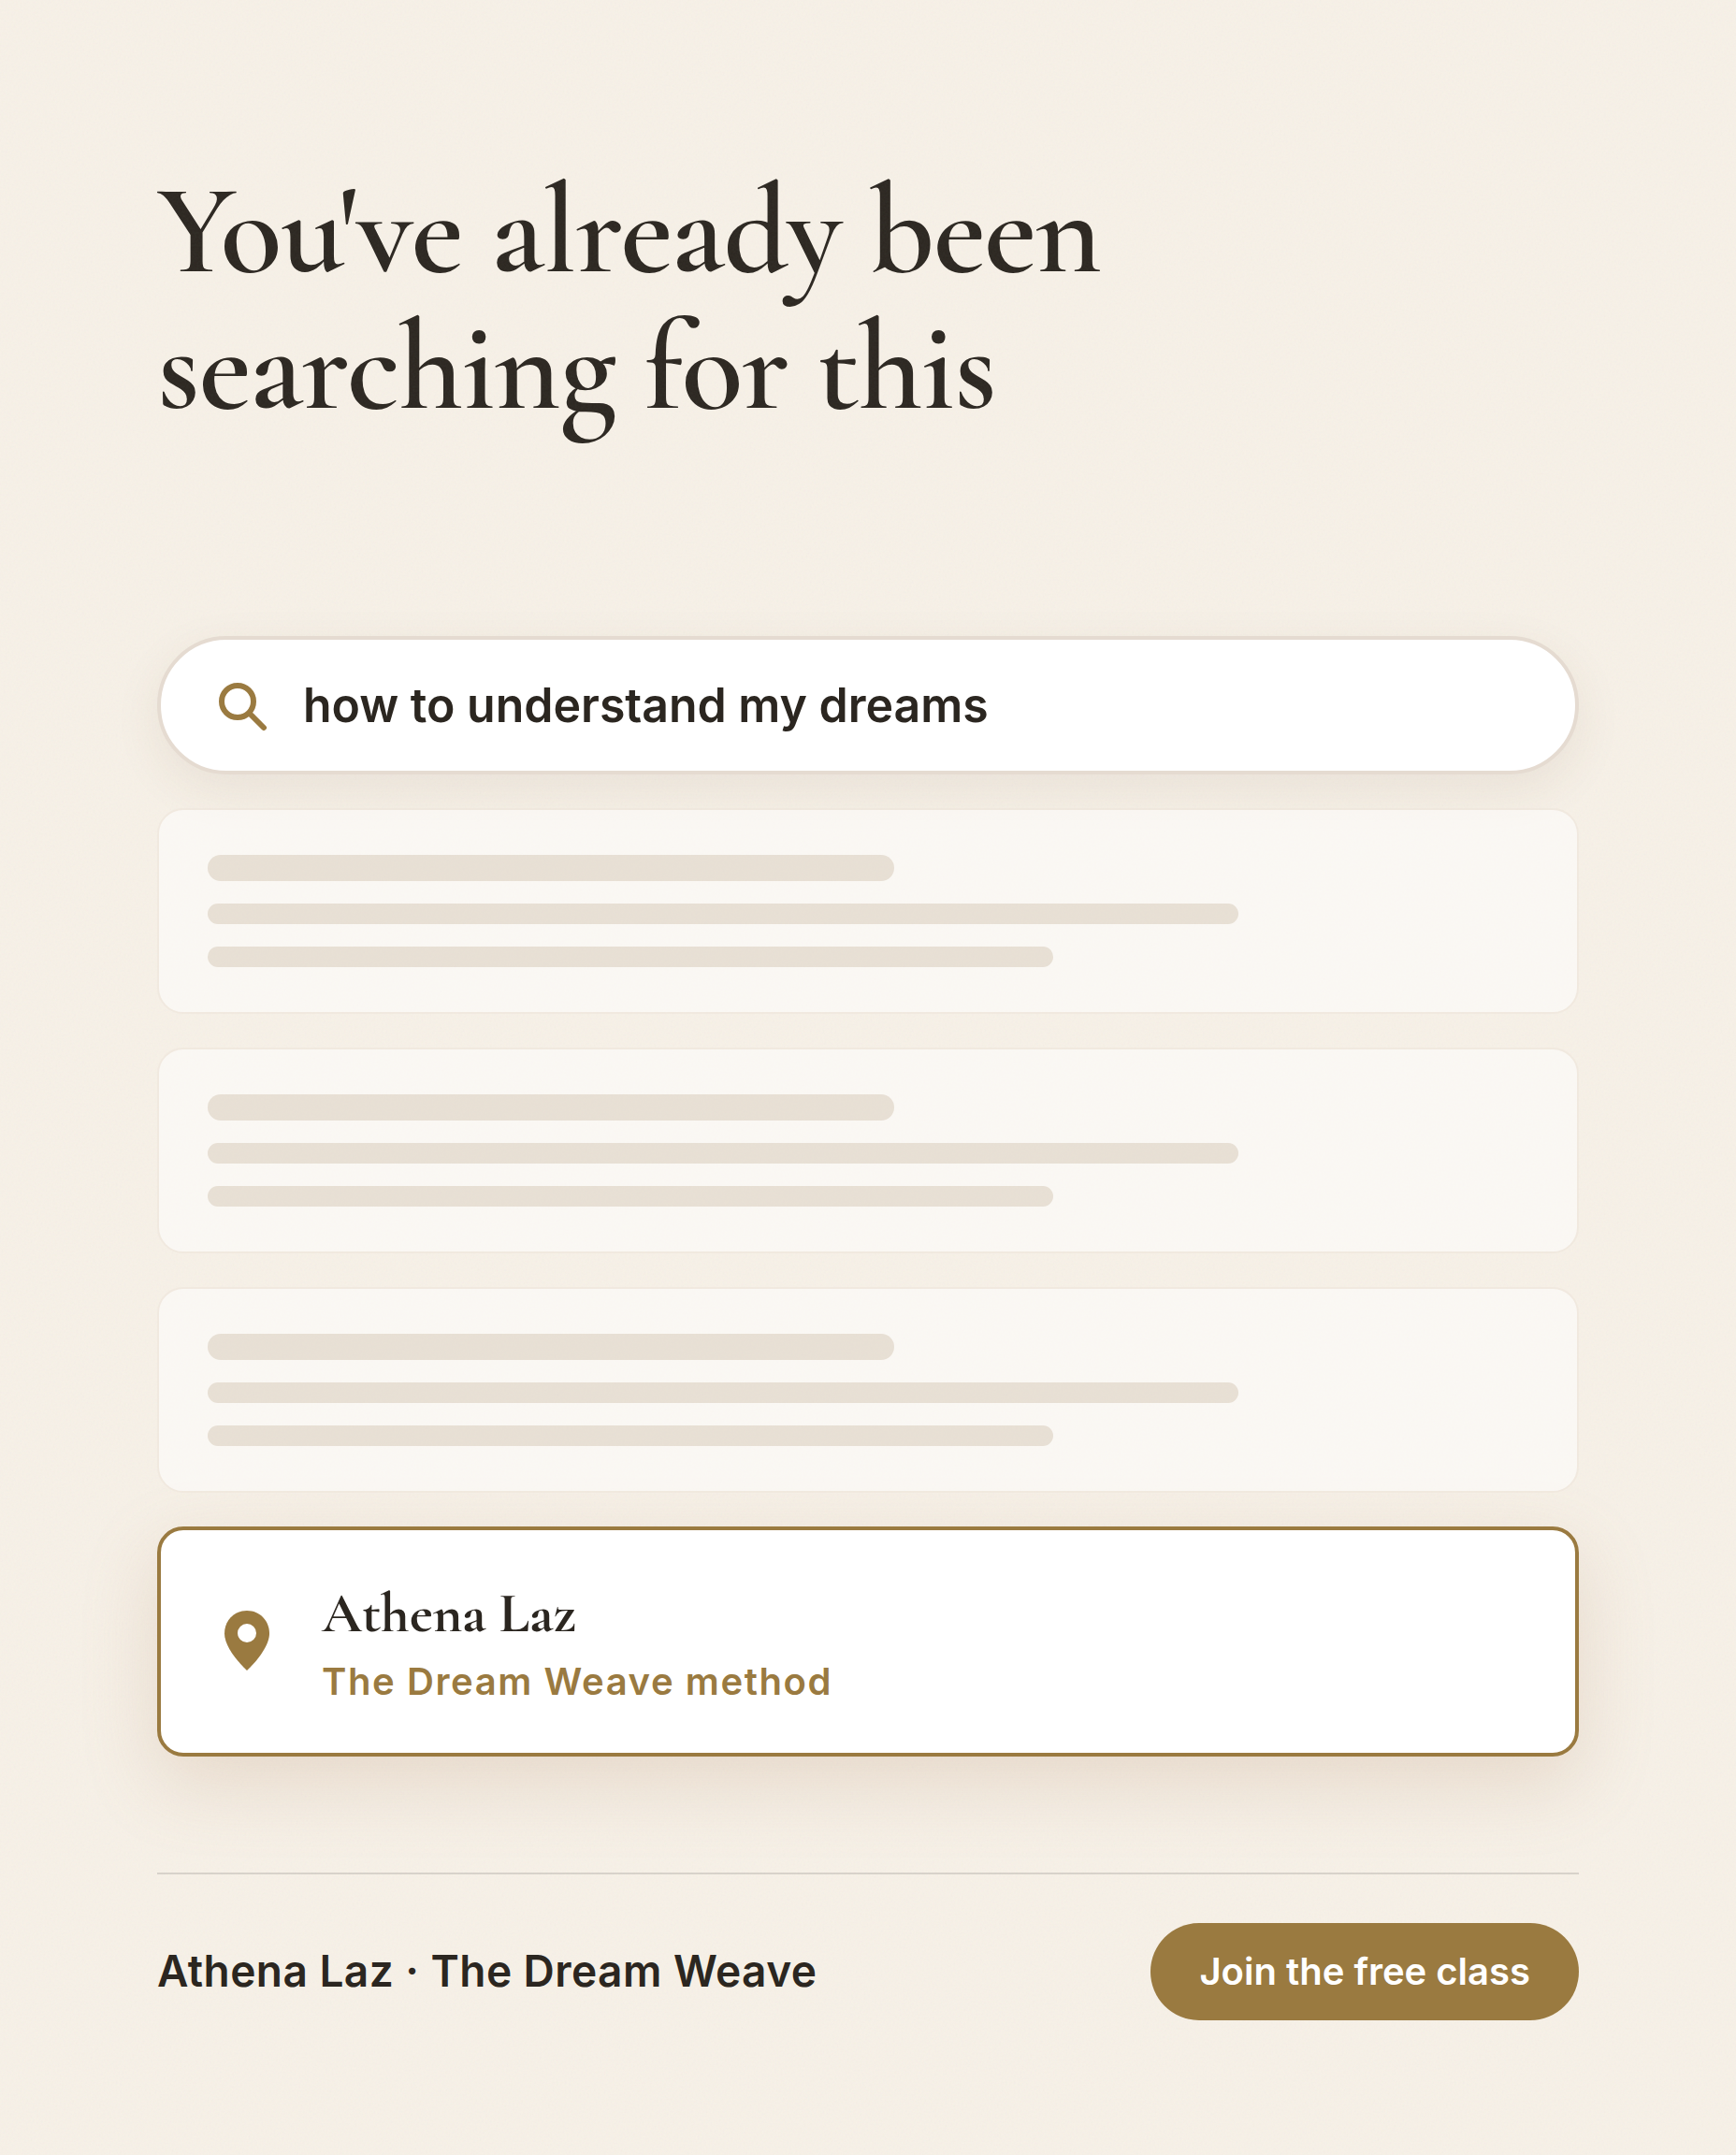 You've already been
searching for this
how to understand my dreams
Athena Laz
The Dream Weave method
Athena Laz · The Dream Weave
Join the free class